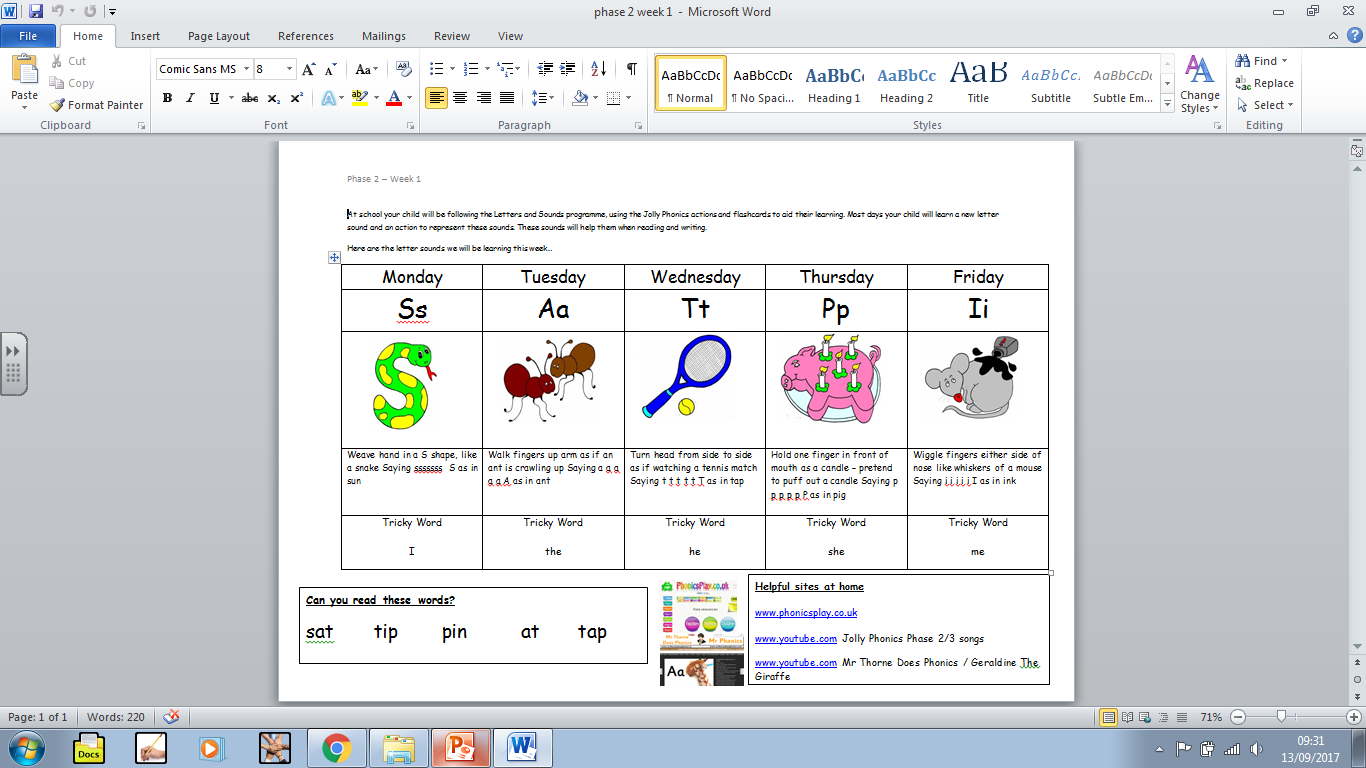 phase 2 week 1 - Microsoft Word
File Home Insert Page Layout References Mailings Review View
Paste
Cut
Copy
Format Painter
Clipboard
Comic Sans MS 8
Font
Paragraph
AaBbCcDc AaBbCcDc AaBbC AaBbCc AaB AaBbCc. AaBbCcD
¶ Normal ¶ No Spaci... Heading 1 Heading 2 Title Subtitle Subtle Em...
Styles
Change Styles
Find
Replace
Select
Editing
Phase 2 – Week 1
At school your child will be following the Letters and Sounds programme, using the Jolly Phonics actions and flashcards to aid their learning. Most days your child will learn a new letter
sound and an action to represent these sounds. These sounds will help them when reading and writing.
Here are the letter sounds we will be learning this week…
Monday Tuesday Wednesday Thursday Friday
Ss Aa Tt Pp Ii
Weave hand in a S shape, like
a snake Saying sssssss S as in
sun
Walk fingers up arm as if an
ant is crawling up Saying a a a
a a A as in ant
Turn head from side to side
as if watching a tennis match
Saying t t t t t T as in tap
Hold one finger in front of
mouth as a candle – pretend
to puff out a candle Saying p
p p p p P as in pig
Wiggle fingers either side of
nose like whiskers of a mouse
Saying i i i i i I as in ink
Tricky Word Tricky Word Tricky Word Tricky Word Tricky Word
I the he she me
Can you read these words?
sat tip pin at tap
PhonicsPlay.co.uk
Mr Thorne
Does Phonics
Mr Phonics
Aa
Helpful sites at home
www.phonicsplay.co.uk
www.youtube.com Jolly Phonics Phase 2/3 songs
www.youtube.com Mr Thorne Does Phonics / Geraldine The
Giraffe
Page: 1 of 1 Words: 220 71%
Docs
09:31
13/09/2017